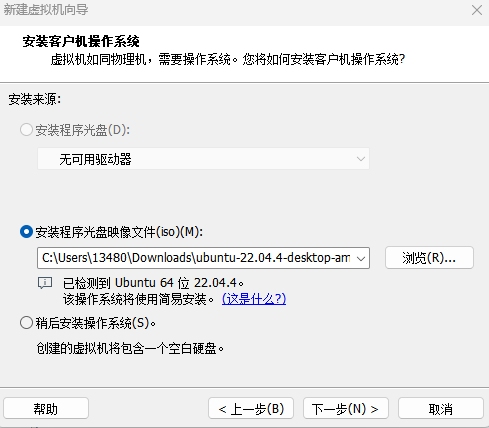 新建虚拟机向导
安装客户机操作系统
虚拟机如同物理机，需要操作系统。您将如何安装客户机操作系统?
安装来源:
安装程序光盘(D):
无可用驱动器
安装程序光盘映像文件(iso)(M):
C:\Users\13480\Downloads\ubuntu-22.04.4-desktop-am
浏览(R)...
已检测到 Ubuntu 64 位 22.04.4。
该操作系统将使用简易安装。(这是什么?)
稍后安装操作系统(S)。
创建的虚拟机将包含一个空白硬盘。
帮助
< 上一步(B)
下一步(N) >
取消